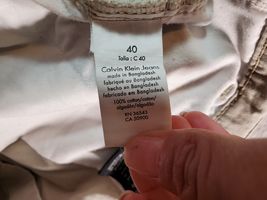 40
Talla : C 40
Calvin Klein Jeans
made in Bangladesh
fabriqué au Bangladesh
hecho en Bangladesh
fabricado em Bangladesh
100% cotton/coton/
algodón/algodão
RN 36543
CA 50900